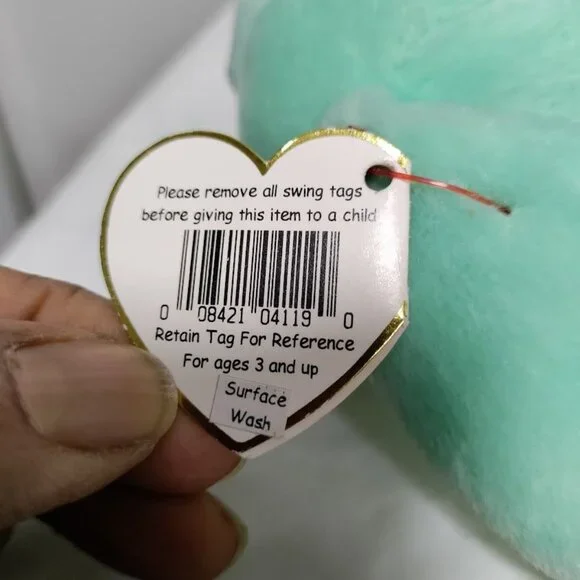 Please remove all swing tags
before giving this item to a child
0 08421 04119 0
Retain Tag For Reference
For ages 3 and up
Surface
Wash